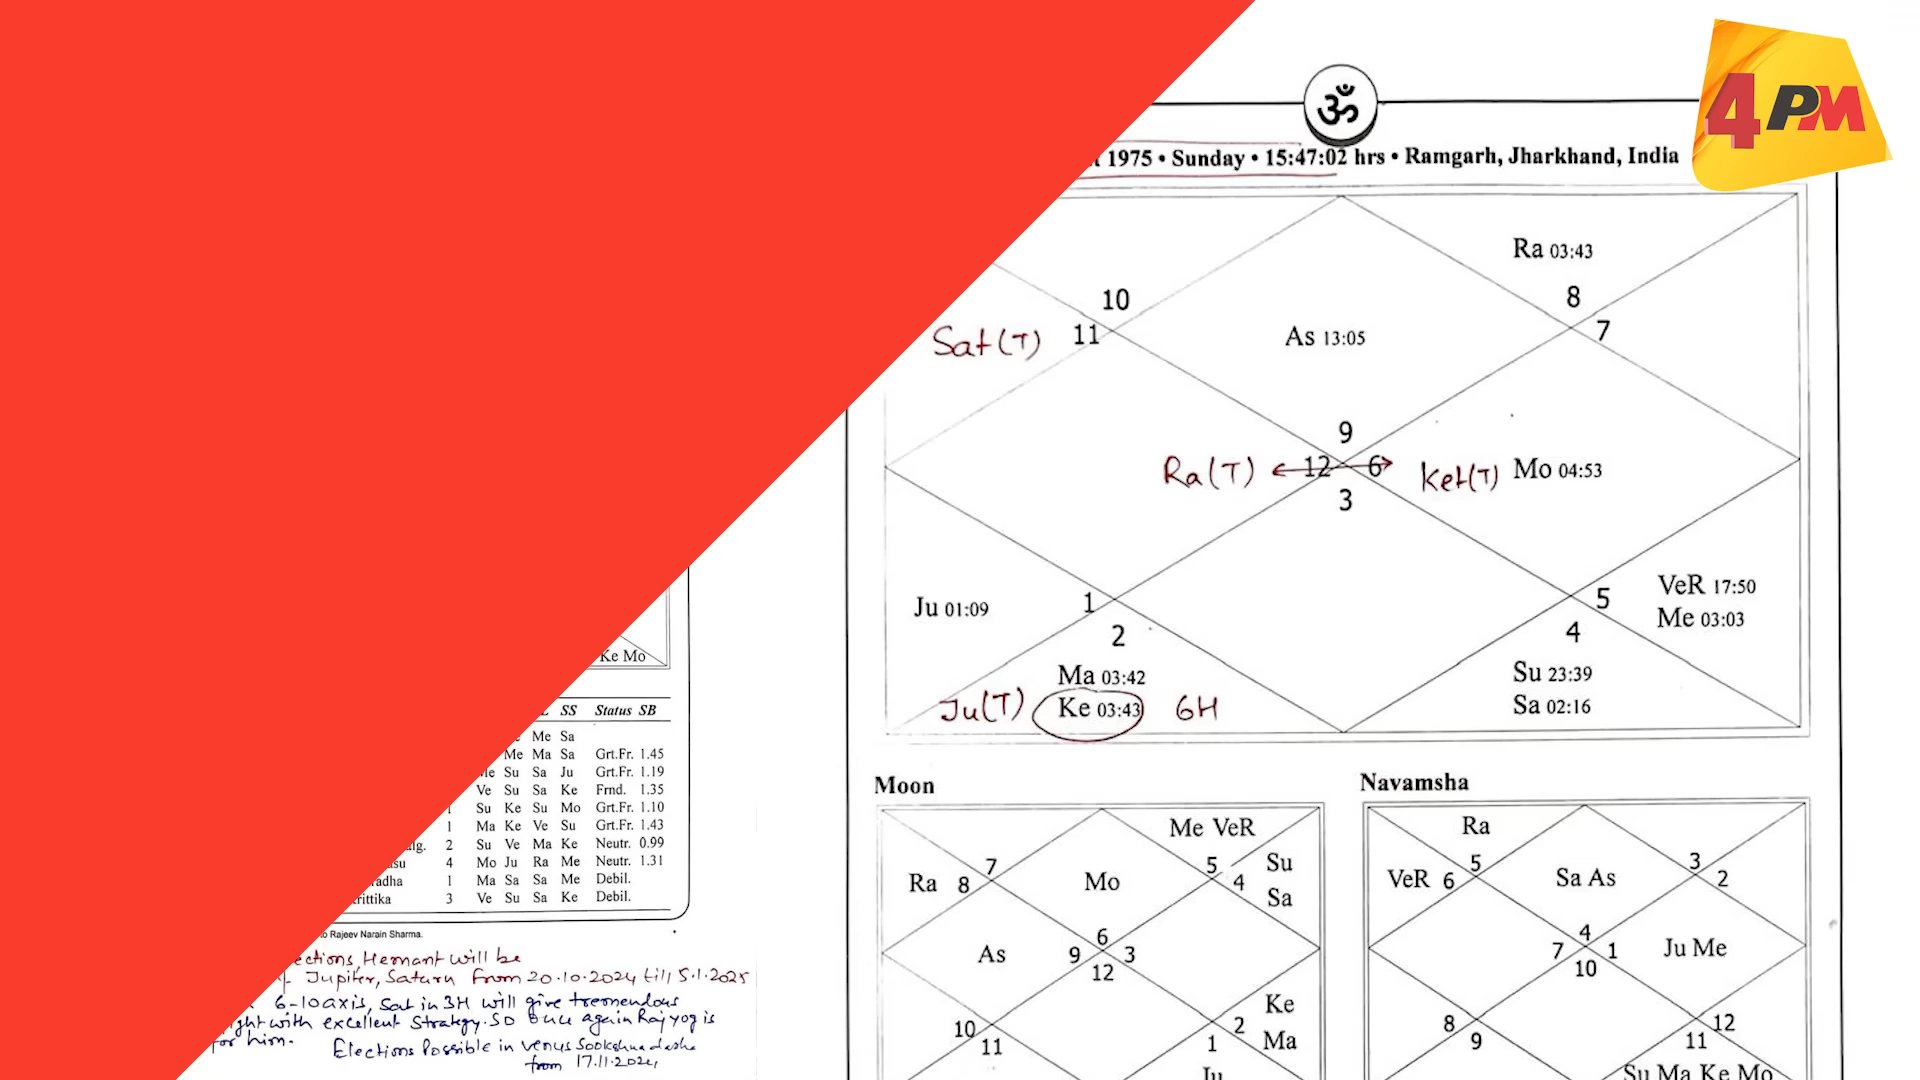 4PM
ॐ
1975 • Sunday • 15:47:02 hrs • Ramgarh, Jharkhand, India
Ra 03:43
10
8
Sat(T) 11
As 13:05
7
9
Ra(T) 12 6 Ket(T) Mo 04:53
3
Ju 01:09
1
2
5
VeR 17:50
Me 03:03
4
Ma 03:42
Su 23:39
Ju(T) Ke 03:43 6H
Sa 02:16
Ke Mo
SS Status SB
Me Sa
Me Ma Sa Grt.Fr. 1.45
Su Sa Ju Grt.Fr. 1.19
Ve Su Sa Ke Frnd. 1.35
Su Ke Su Mo Grt.Fr. 1.10
1 Ma Ke Ve Su Grt.Fr. 1.43
2 Su Ve Ma Ke Neutr. 0.99
4 Mo Ju Ra Me Neutr. 1.31
1 Ma Sa Sa Me Debil.
3 Ve Su Sa Ke Debil.
to Rajeev Narain Sharma.
ections, Hemant will be
Jupiter, Saturn from 20.10.2024 till 5.1.2025
6-10 axis, Sat in 3H will give tremendous
ight with excellent Strategy. So once again Rajyog is
for him.
Elections Possible in Venus Sookshma dasha
from 17.11.2024,
Moon
Me VeR
7
5
Su
Ra 8
Mo
4
Sa
6
As
9 3
12
Ke
10
2
Ma
11
1
Ju
Navamsha
Ra
5
3
VeR 6
Sa As
2
4
7 1
Ju Me
10
8
12
9
11
Su Ma Ke Mo